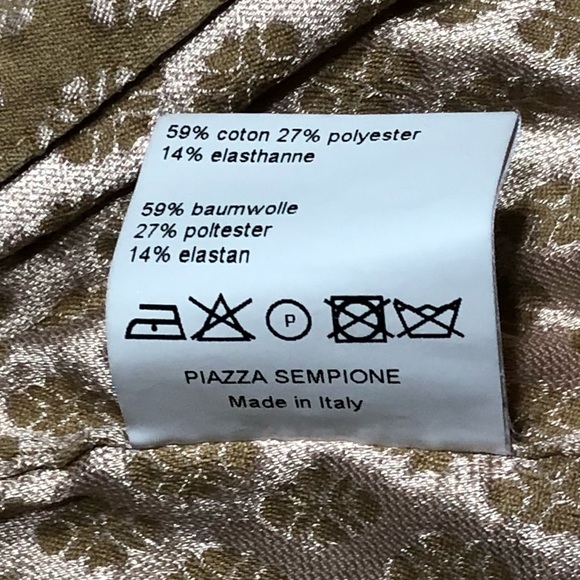 59% coton 27% polyester
14% elasthanne
59% baumwolle
27% poltester
14% elastan
P
PIAZZA SEMPIONE
Made in Italy